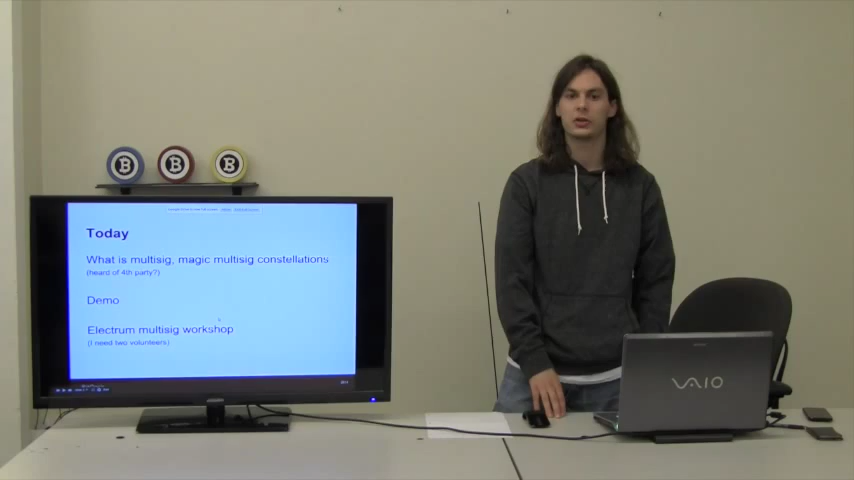 Today
What is multisig, magic multisig constellations
(heard of 4th party?)
Demo
Electrum multisig workshop
(I need two volunteers)
VAIO